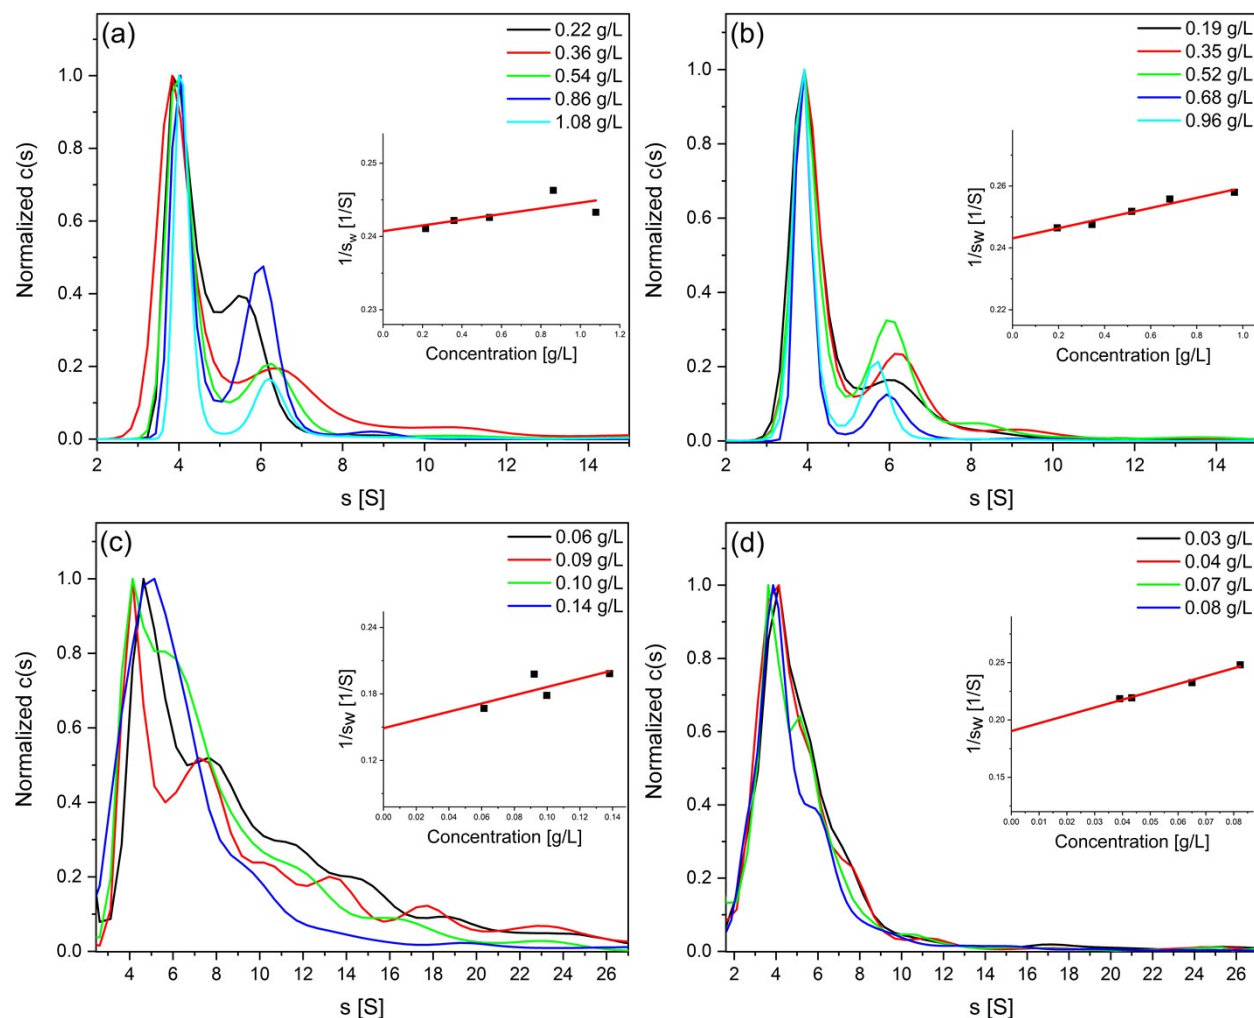 (a)
0.22 g/L
0.36 g/L
0.54 g/L
0.86 g/L
1.08 g/L
Normalized c(s)
1.0
0.8
0.6
0.4
0.2
0.0
2 4 6 8 10 12 14
s [S]
1/sw [1/S]
0.25
0.24
0.23
0.0 0.2 0.4 0.6 0.8 1.0 1.2
Concentration [g/L]
(b)
0.19 g/L
0.35 g/L
0.52 g/L
0.68 g/L
0.96 g/L
Normalized c(s)
1.0
0.8
0.6
0.4
0.2
0.0
2 4 6 8 10 12 14
s [S]
1/sw [1/S]
0.26
0.24
0.22
0.0 0.2 0.4 0.6 0.8 1.0
Concentration [g/L]
(c)
0.06 g/L
0.09 g/L
0.10 g/L
0.14 g/L
Normalized c(s)
1.0
0.8
0.6
0.4
0.2
0.0
4 6 8 10 12 14 16 18 20 22 24 26
s [S]
1/sw [1/S]
0.24
0.18
0.12
0.00 0.02 0.04 0.06 0.08 0.10 0.12 0.14
Concentration [g/L]
(d)
0.03 g/L
0.04 g/L
0.07 g/L
0.08 g/L
Normalized c(s)
1.0
0.8
0.6
0.4
0.2
0.0
2 4 6 8 10 12 14 16 18 20 22 24 26
s [S]
1/sw [1/S]
0.25
0.20
0.15
0.00 0.01 0.02 0.03 0.04 0.05 0.06 0.07 0.08
Concentration [g/L]